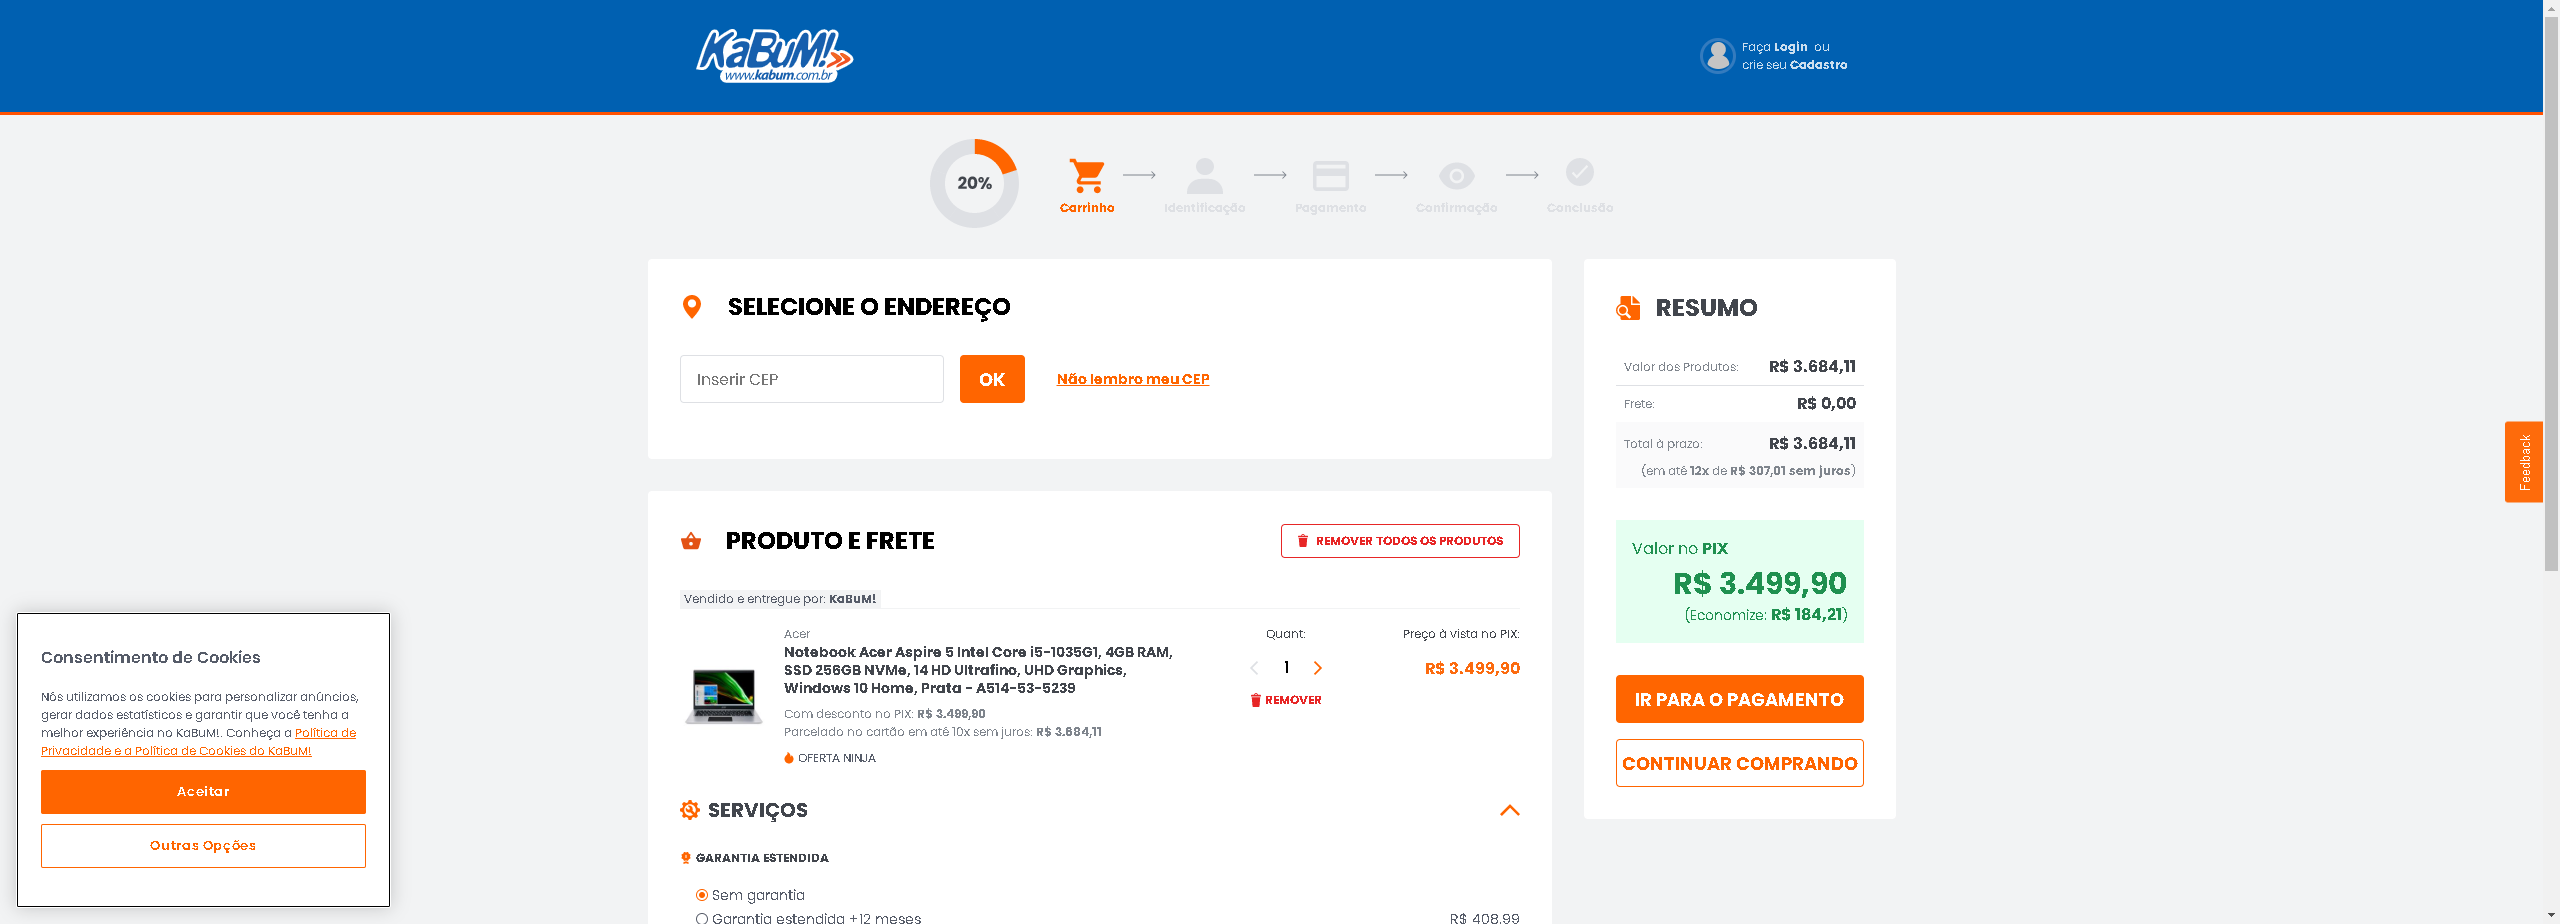 KaBuM!
www.kabum.com.br
Faça Login ou
crie seu Cadastro
20%
Carrinho
Identificação
Pagamento
Confirmação
Conclusão
SELECIONE O ENDEREÇO
Inserir CEP
OK
Não lembro meu CEP
RESUMO
Valor dos Produtos: R$ 3.684,11
Frete: R$ 0,00
Total à prazo: R$ 3.684,11
(em até 12x de R$ 307,01 sem juros)
Valor no PIX
R$ 3.499,90
(Economize: R$ 184,21)
IR PARA O PAGAMENTO
CONTINUAR COMPRANDO
Feedback
PRODUTO E FRETE
REMOVER TODOS OS PRODUTOS
Vendido e entregue por: KaBuM!
Acer
Notebook Acer Aspire 5 Intel Core i5-1035G1, 4GB RAM,
SSD 256GB NVMe, 14 HD Ultrafino, UHD Graphics,
Windows 10 Home, Prata - A514-53-5239
Com desconto no PIX: R$ 3.499,90
Parcelado no cartão em até 10x sem juros: R$ 3.684,11
OFERTA NINJA
Quant:
1
REMOVER
Preço à vista no PIX:
R$ 3.499,90
SERVIÇOS
GARANTIA ESTENDIDA
Sem garantia
Garantia estendida +12 meses R$ 408,99
Consentimento de Cookies
Nós utilizamos os cookies para personalizar anúncios,
gerar dados estatísticos e garantir que você tenha a
melhor experiência no KaBuM!. Conheça a Política de
Privacidade e a Política de Cookies do KaBuM!
Aceitar
Outras Opções